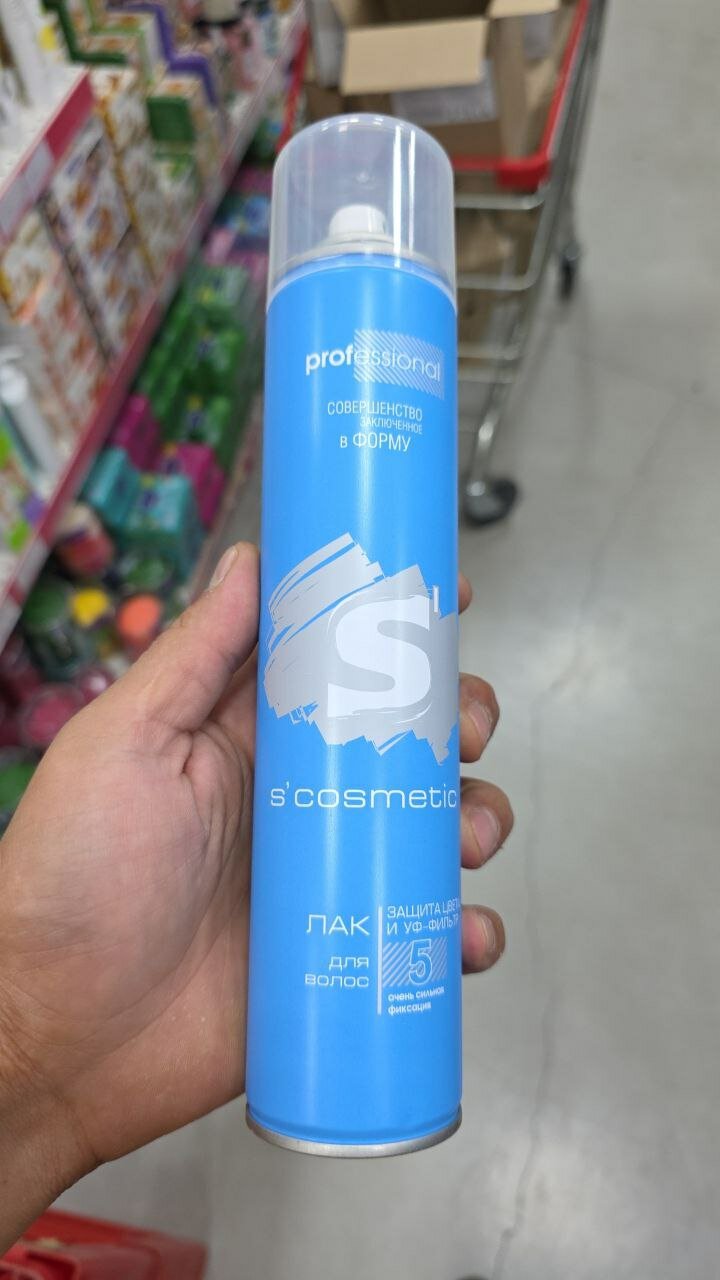 professional
СОВЕРШЕНСТВО
ЗАКЛЮЧЕННОЕ
в ФОРМУ
S'
s'cosmetic
ЛАК
для
волос
ЗАЩИТА ЦВЕТА
И УФ-ФИЛЬТР
5
очень сильная
фиксация